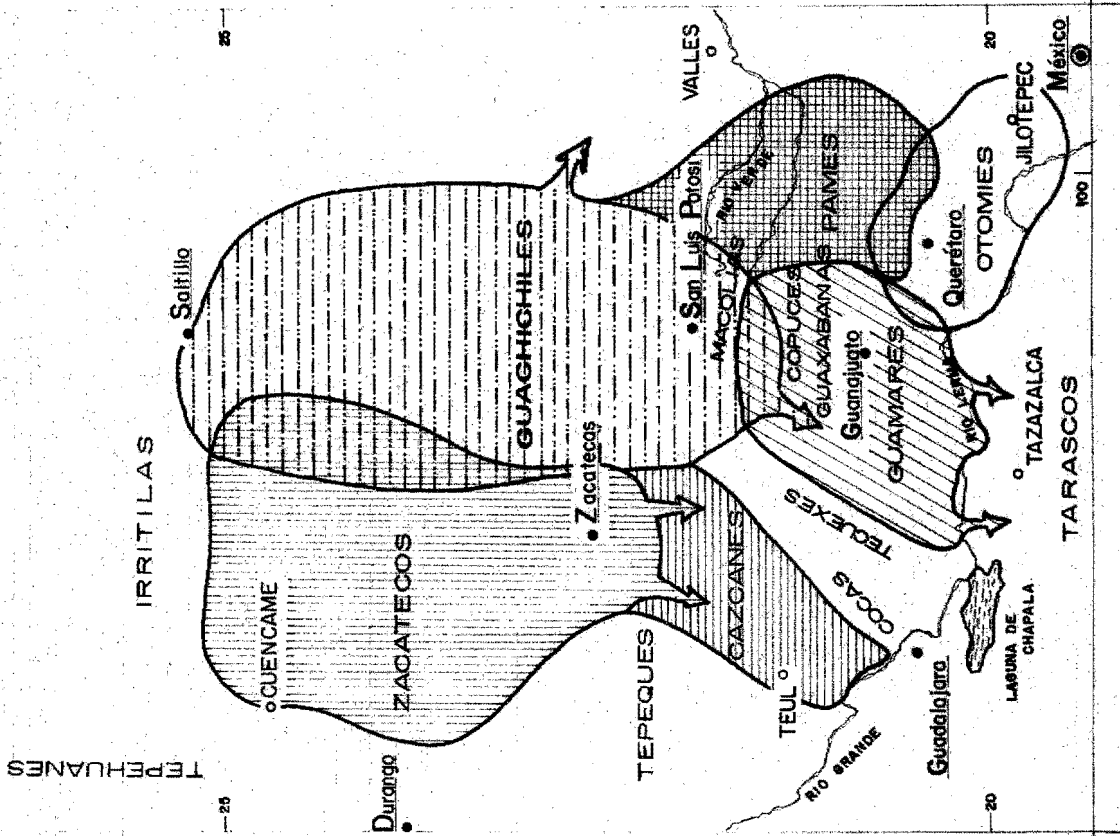 25
25
20
20
100
TEPEHUANES
IRRITILAS
Saltillo
CUENCAME
Durango
ZACATECOS
GUACHICHILES
Zacatecas
VALLES
San Luis Potosí
RIO VERDE
MACOLIAS
COPUCES
GUAXABANAS
PAMES
TEPEQUES
CAZCANES
TEUL
TECUEXES
COCAS
Guanajuato
GUAMARES
Querétaro
OTOMIES
JILOTEPEC
México
RIO LERMA
RIO GRANDE
Guadalajara
LAGUNA DE
CHAPALA
TAZAZALCA
TARASCOS